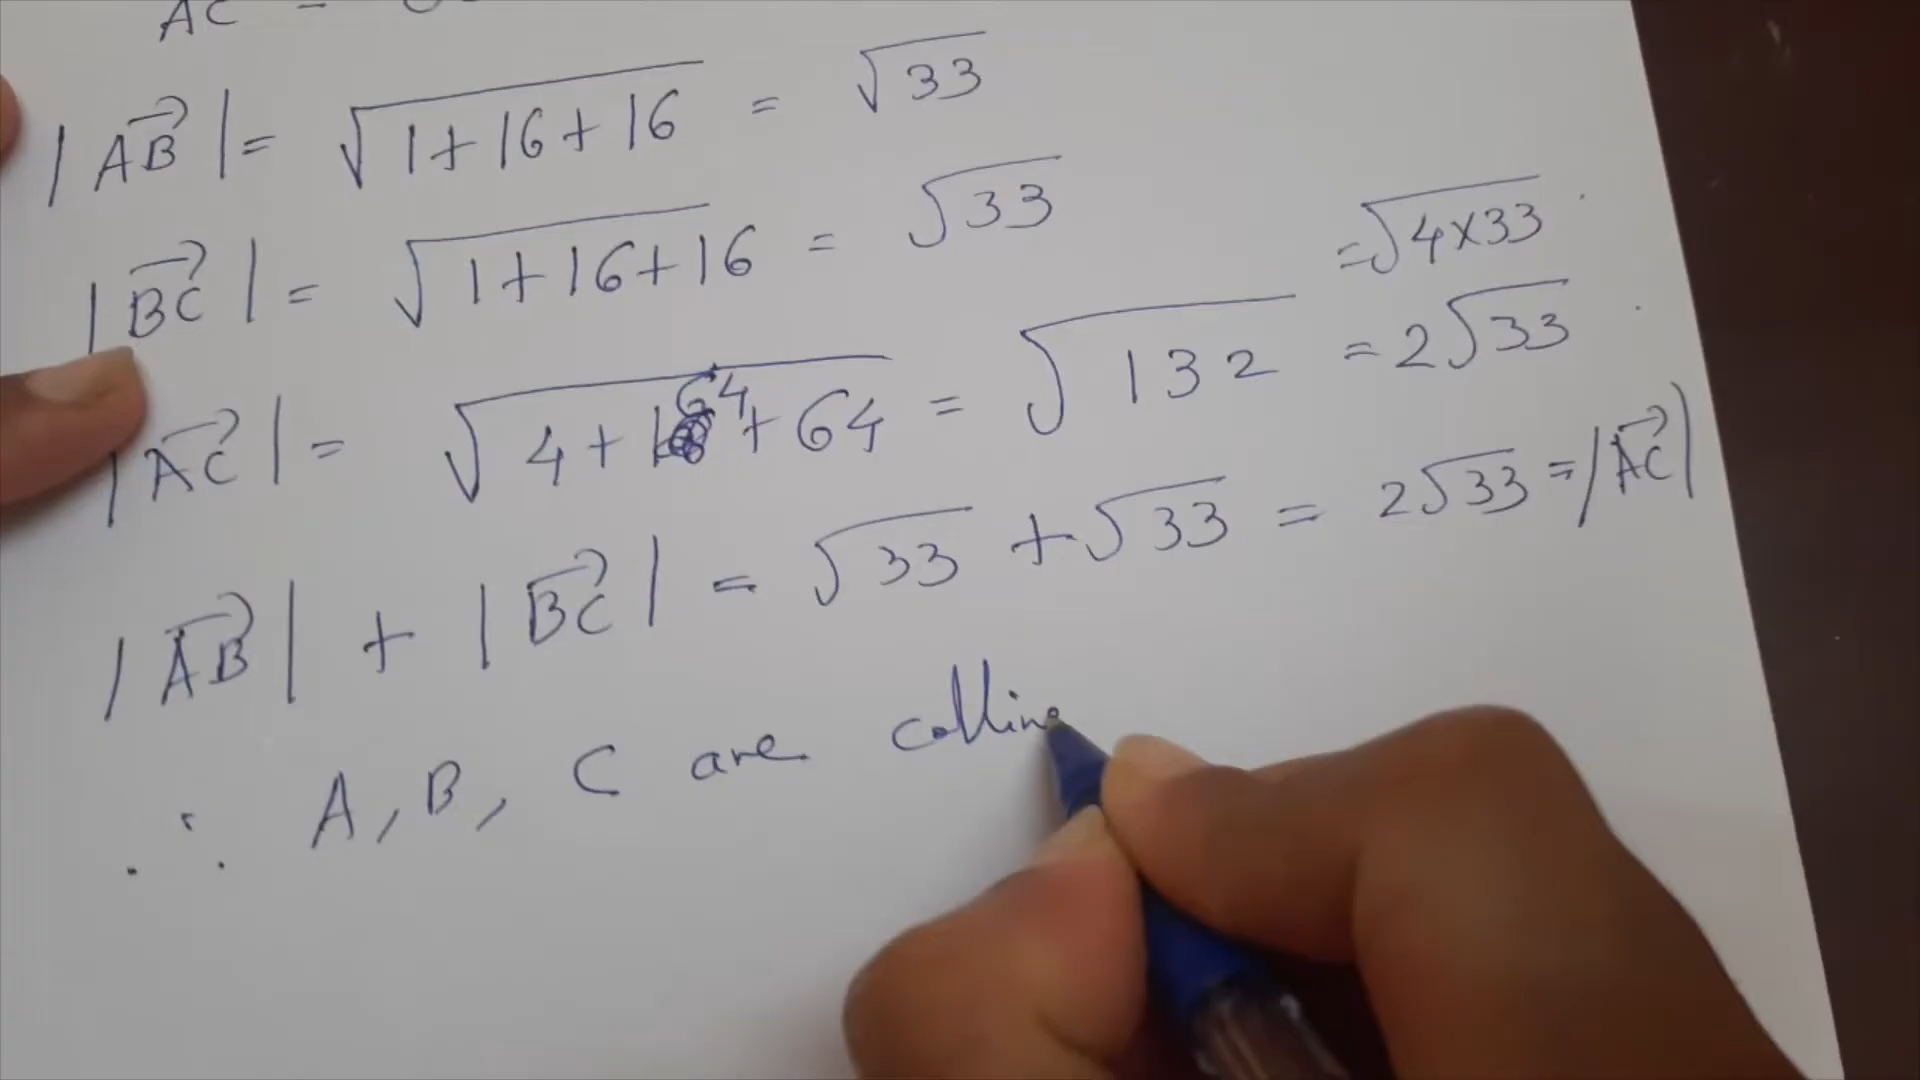 AC =
|AB⃗| = √(1+16+16) = √33
|BC⃗| = √(1+16+16) = √33
= √(4×33)
|AC⃗| = √(4+64+64) = √132 = 2√33
|AB⃗| + |BC⃗| = √33 + √33 = 2√33 = |AC⃗|
∴ A, B, C are colline